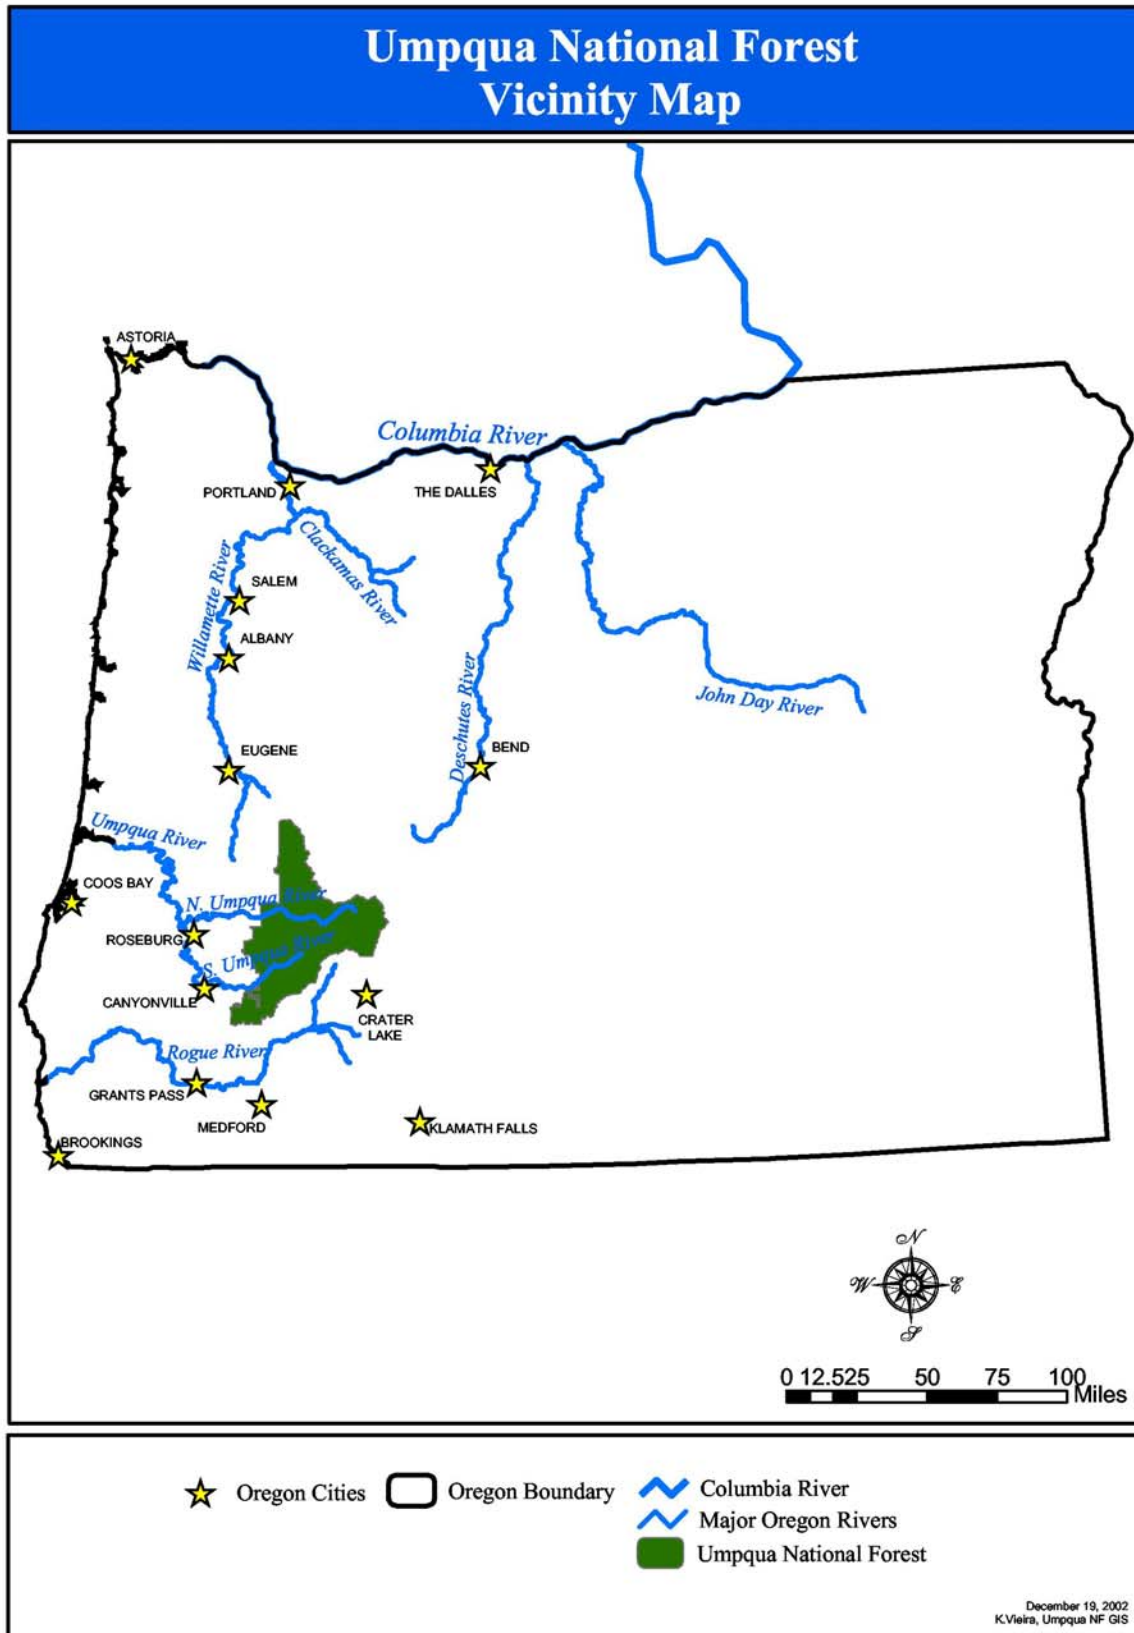 Umpqua National Forest
Vicinity Map
ASTORIA
Columbia River
PORTLAND
THE DALLES
Clackamas River
Willamette River
SALEM
ALBANY
Deschutes River
John Day River
EUGENE
BEND
Umpqua River
COOS BAY
N. Umpqua River
ROSEBURG
S. Umpqua River
CANYONVILLE
CRATER
LAKE
Rogue River
GRANTS PASS
MEDFORD
KLAMATH FALLS
BROOKINGS
N
W E
S
0 12.525 50 75 100
Miles
Oregon Cities
Oregon Boundary
Columbia River
Major Oregon Rivers
Umpqua National Forest
December 19, 2002
K.Vieira, Umpqua NF GIS